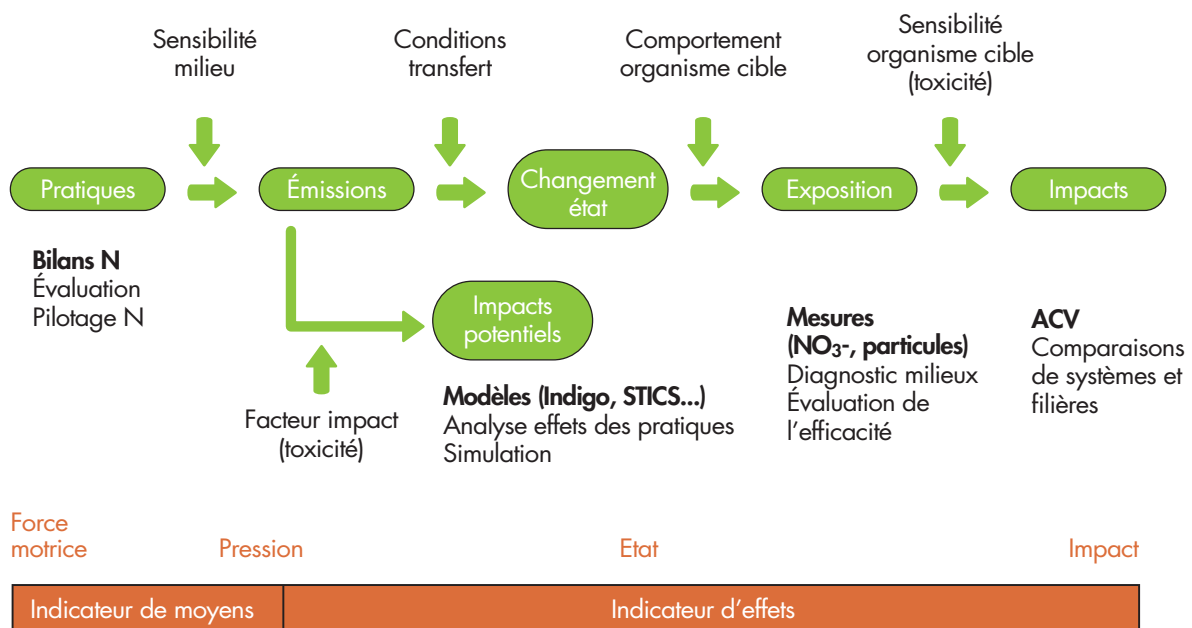 Sensibilité
milieu
Conditions
transfert
Comportement
organisme cible
Sensibilité
organisme cible
(toxicité)
Pratiques
Émissions
Changement
état
Exposition
Impacts
Bilans N
Évaluation
Pilotage N
Impacts
potentiels
Facteur impact
(toxicité)
Modèles (Indigo, STICS...)
Analyse effets des pratiques
Simulation
Mesures
(NO3-, particules)
Diagnostic milieux
Évaluation de
l'efficacité
ACV
Comparaisons
de systèmes et
filières
Force
motrice
Pression
Etat
Impact
Indicateur de moyens
Indicateur d'effets